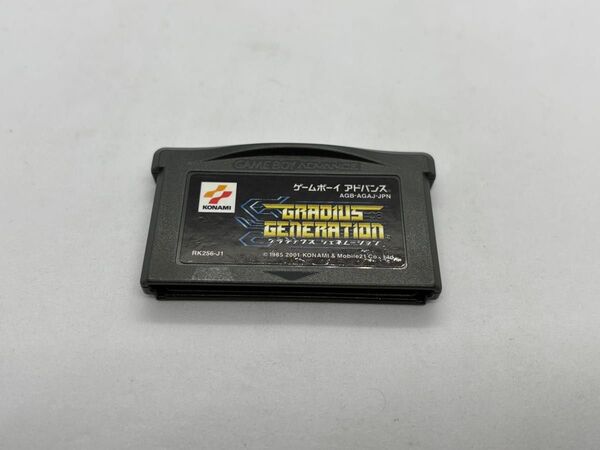 GAME BOY ADVANCE
ゲームボーイ アドバンス
AGB-AGAJ-JPN
KONAMI
GRADIUS
GENERATION
グラディウス ジェネレーション
RK256-J1
© 1985 2001 KONAMI & Mobile21 Co., Ltd.